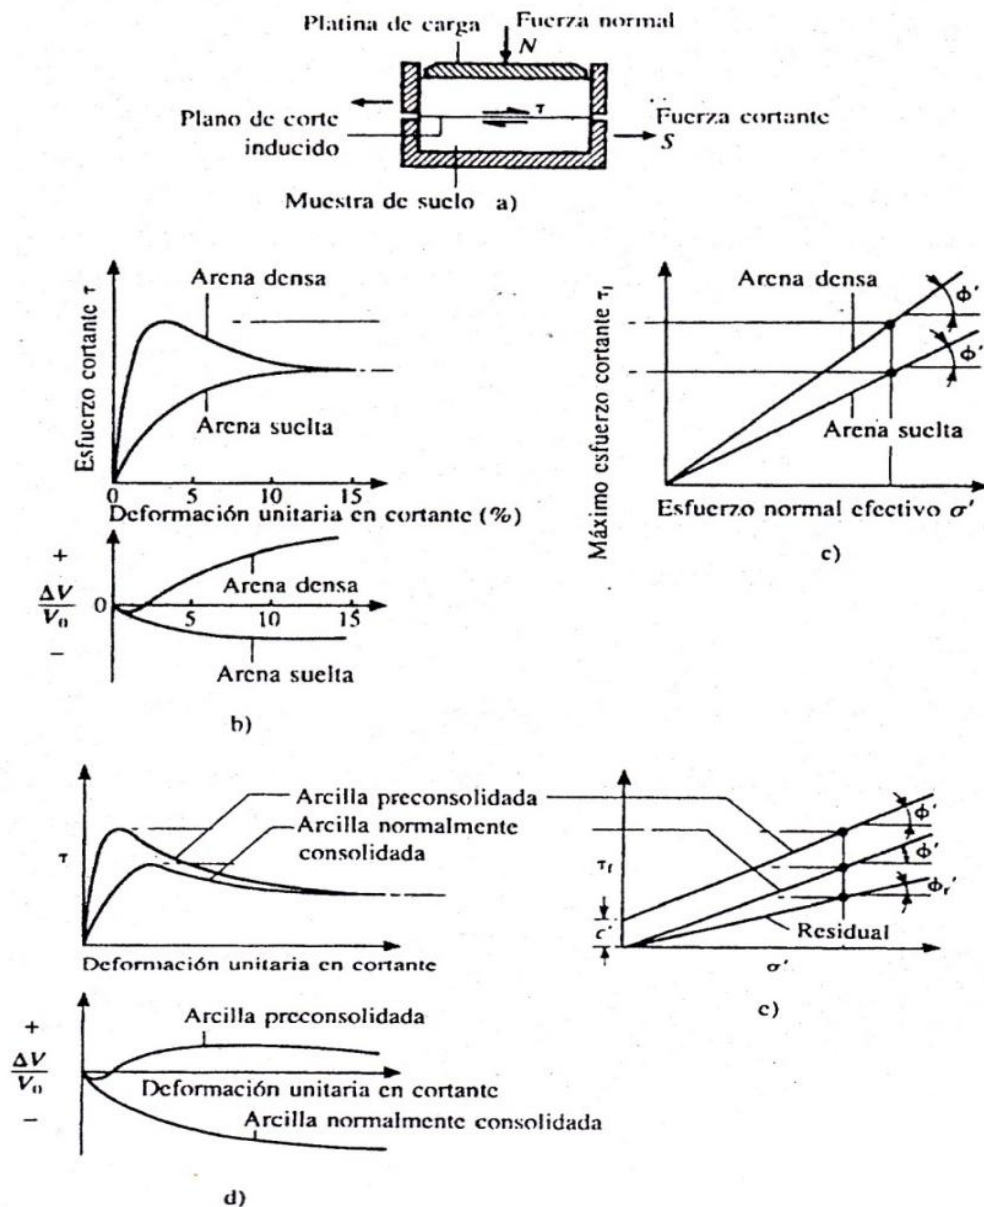 Platina de carga
Fuerza normal
N
τ
Plano de corte
inducido
Fuerza cortante
S
Muestra de suelo a)
Esfuerzo cortante τ
Arena densa
Arena suelta
0 5 10 15
Deformación unitaria en cortante (%)
+
ΔV
V₀
0
−
5 10 15
Arena densa
Arena suelta
b)
Máximo esfuerzo cortante τf
Arena densa
ϕ'
ϕ'
Arena suelta
Esfuerzo normal efectivo σ'
c)
τ
Arcilla preconsolidada
Arcilla normalmente
consolidada
Deformación unitaria en cortante
+
ΔV
V₀
−
Arcilla preconsolidada
Deformación unitaria en cortante
Arcilla normalmente consolidada
d)
τf
c'
ϕ'
ϕ'
ϕr'
Residual
σ'
c)